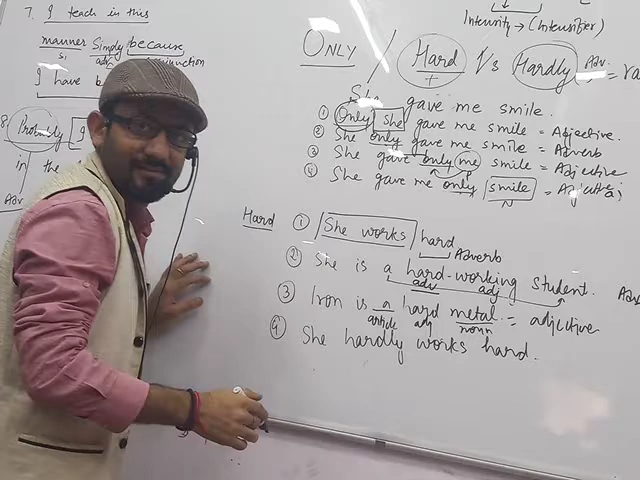 7. I teach in this
manner Simply because
S, adv conjunction
I have
8 Probably I
in the
Adv
Intensity → (Intensifier)
ONLY / Hard Vs Hardly Adv. =
+
She gave me smile.
① Only She gave me smile = Adjective.
② She only gave me smile = Adverb
③ She gave only me smile = Adjective
④ She gave me only smile = Adjective
N
Hard ① She works hard
Adverb
② She is a hard-working student.
adv adj
③ Iron is a hard metal = adjective
article adj noun
④ She hardly works hard.